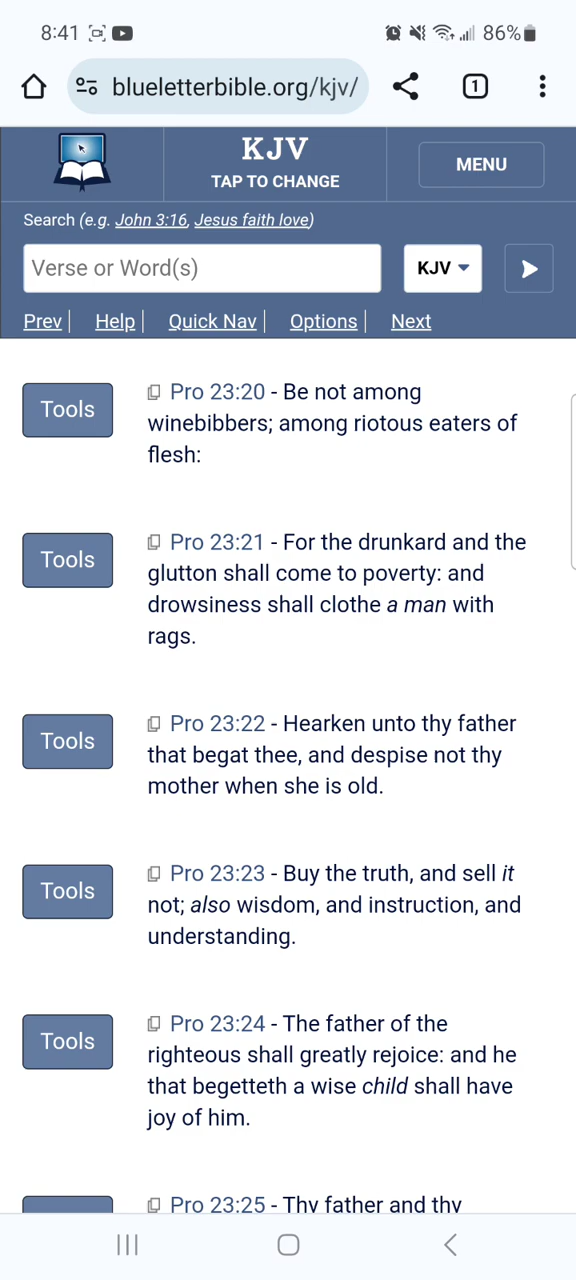 8:41
86%
blueletterbible.org/kjv/
1
KJV
TAP TO CHANGE
MENU
Search (e.g. John 3:16, Jesus faith love)
Verse or Word(s)
KJV
Prev | Help | Quick Nav | Options | Next
Tools
Pro 23:20 - Be not among
winebibbers; among riotous eaters of
flesh:
Tools
Pro 23:21 - For the drunkard and the
glutton shall come to poverty: and
drowsiness shall clothe a man with
rags.
Tools
Pro 23:22 - Hearken unto thy father
that begat thee, and despise not thy
mother when she is old.
Tools
Pro 23:23 - Buy the truth, and sell it
not; also wisdom, and instruction, and
understanding.
Tools
Pro 23:24 - The father of the
righteous shall greatly rejoice: and he
that begetteth a wise child shall have
joy of him.
Pro 23:25 - Thy father and thy